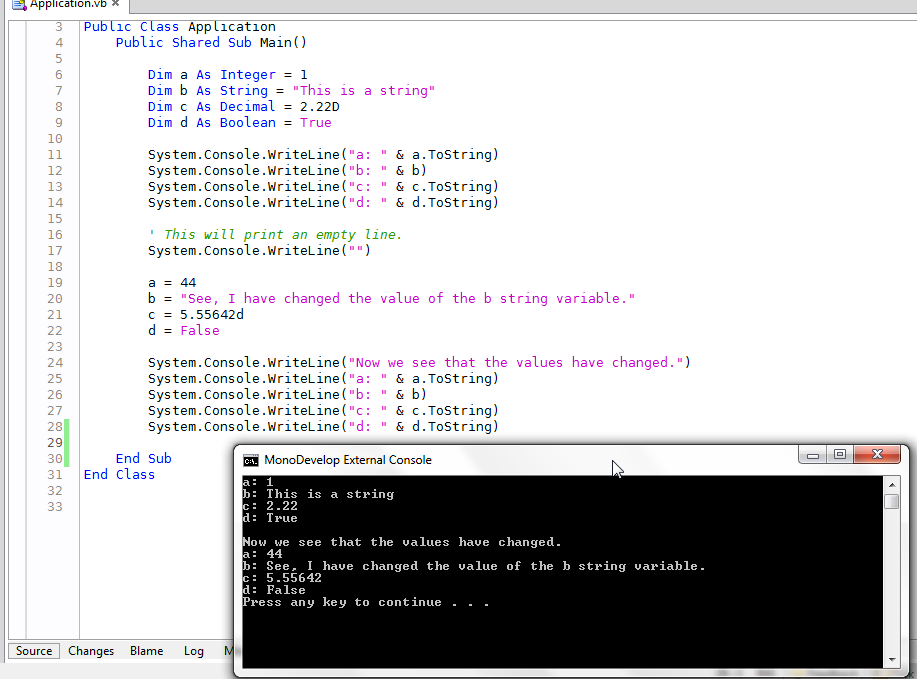 Application.vb
3 Public Class Application
4 Public Shared Sub Main()
5
6 Dim a As Integer = 1
7 Dim b As String = "This is a string"
8 Dim c As Decimal = 2.22D
9 Dim d As Boolean = True
10
11 System.Console.WriteLine("a: " & a.ToString)
12 System.Console.WriteLine("b: " & b)
13 System.Console.WriteLine("c: " & c.ToString)
14 System.Console.WriteLine("d: " & d.ToString)
15
16 ' This will print an empty line.
17 System.Console.WriteLine("")
18
19 a = 44
20 b = "See, I have changed the value of the b string variable."
21 c = 5.55642d
22 d = False
23
24 System.Console.WriteLine("Now we see that the values have changed.")
25 System.Console.WriteLine("a: " & a.ToString)
26 System.Console.WriteLine("b: " & b)
27 System.Console.WriteLine("c: " & c.ToString)
28 System.Console.WriteLine("d: " & d.ToString)
29
30 End Sub
31 End Class
32
33
MonoDevelop External Console
a: 1
b: This is a string
c: 2.22
d: True
Now we see that the values have changed.
a: 44
b: See, I have changed the value of the b string variable.
c: 5.55642
d: False
Press any key to continue . . .
Source Changes Blame Log